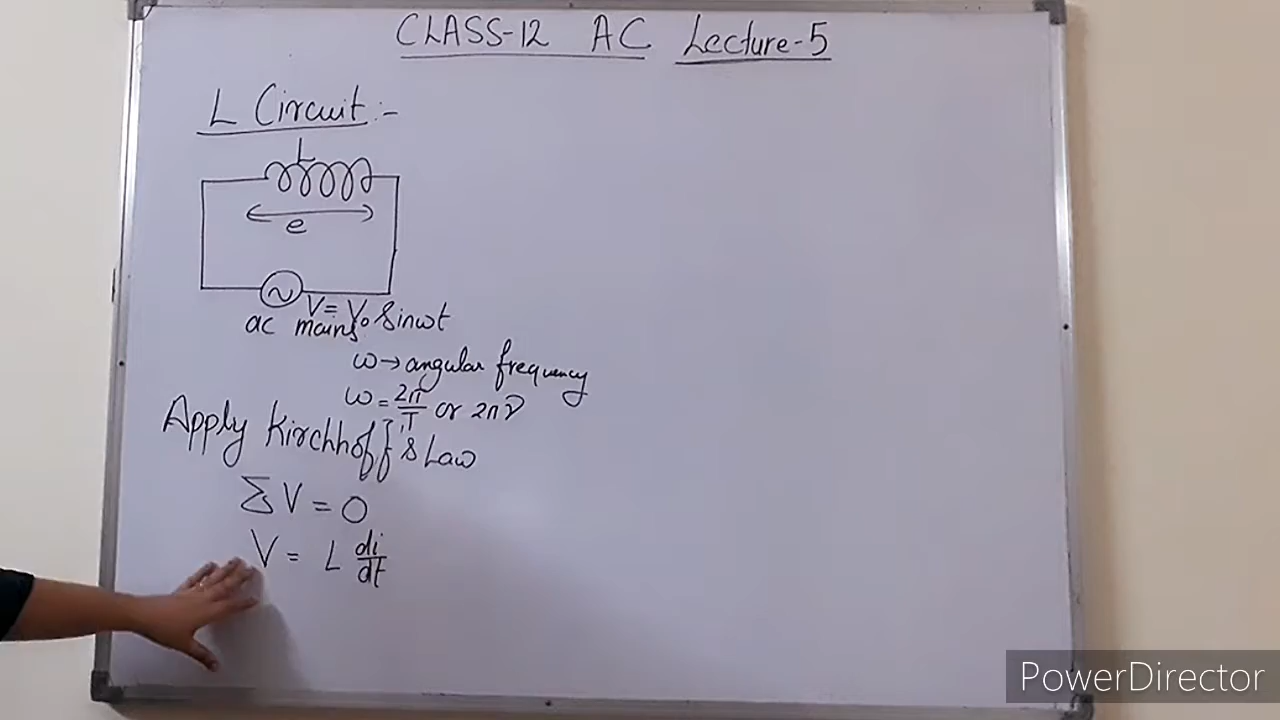 CLASS-12 AC Lecture-5
L Circuit :-
L
e
V = V₀ Sinωt
ac mains
ω → angular frequency
ω = 2π/T or 2πν
Apply Kirchhoff's Law
Σ V = 0
V = L di/dt
PowerDirector